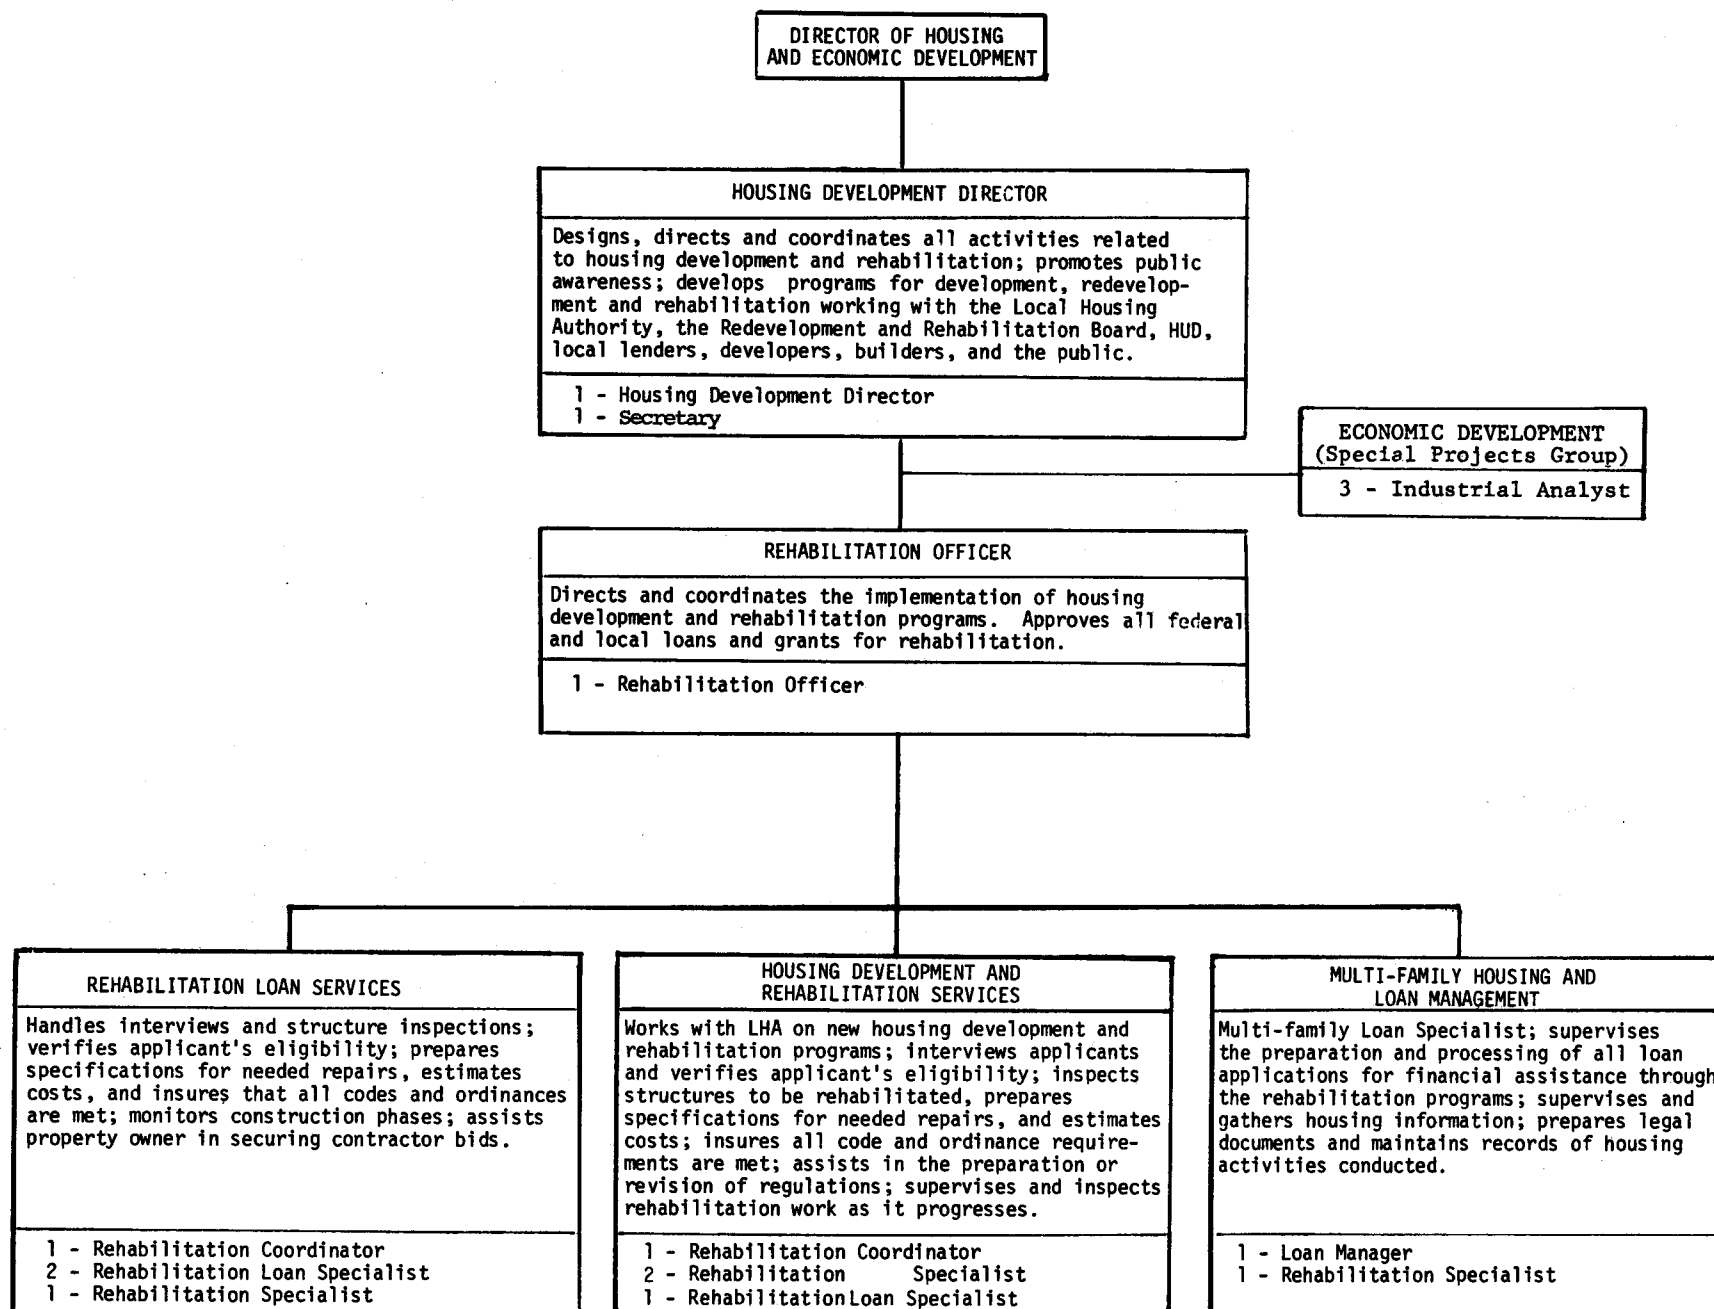 DIRECTOR OF HOUSING
AND ECONOMIC DEVELOPMENT
HOUSING DEVELOPMENT DIRECTOR
Designs, directs and coordinates all activities related
to housing development and rehabilitation; promotes public
awareness; develops programs for development, redevelop-
ment and rehabilitation working with the Local Housing
Authority, the Redevelopment and Rehabilitation Board, HUD,
local lenders, developers, builders, and the public.
1 - Housing Development Director
1 - Secretary
ECONOMIC DEVELOPMENT
(Special Projects Group)
3 - Industrial Analyst
REHABILITATION OFFICER
Directs and coordinates the implementation of housing
development and rehabilitation programs. Approves all federal
and local loans and grants for rehabilitation.
1 - Rehabilitation Officer
REHABILITATION LOAN SERVICES
Handles interviews and structure inspections;
verifies applicant's eligibility; prepares
specifications for needed repairs, estimates
costs, and insures that all codes and ordinances
are met; monitors construction phases; assists
property owner in securing contractor bids.
1 - Rehabilitation Coordinator
2 - Rehabilitation Loan Specialist
1 - Rehabilitation Specialist
HOUSING DEVELOPMENT AND
REHABILITATION SERVICES
Works with LHA on new housing development and
rehabilitation programs; interviews applicants
and verifies applicant's eligibility; inspects
structures to be rehabilitated, prepares
specifications for needed repairs, and estimates
costs; insures all code and ordinance require-
ments are met; assists in the preparation or
revision of regulations; supervises and inspects
rehabilitation work as it progresses.
1 - Rehabilitation Coordinator
2 - Rehabilitation Specialist
1 - Rehabilitation Loan Specialist
MULTI-FAMILY HOUSING AND
LOAN MANAGEMENT
Multi-family Loan Specialist; supervises
the preparation and processing of all loan
applications for financial assistance through
the rehabilitation programs; supervises and
gathers housing information; prepares legal
documents and maintains records of housing
activities conducted.
1 - Loan Manager
1 - Rehabilitation Specialist